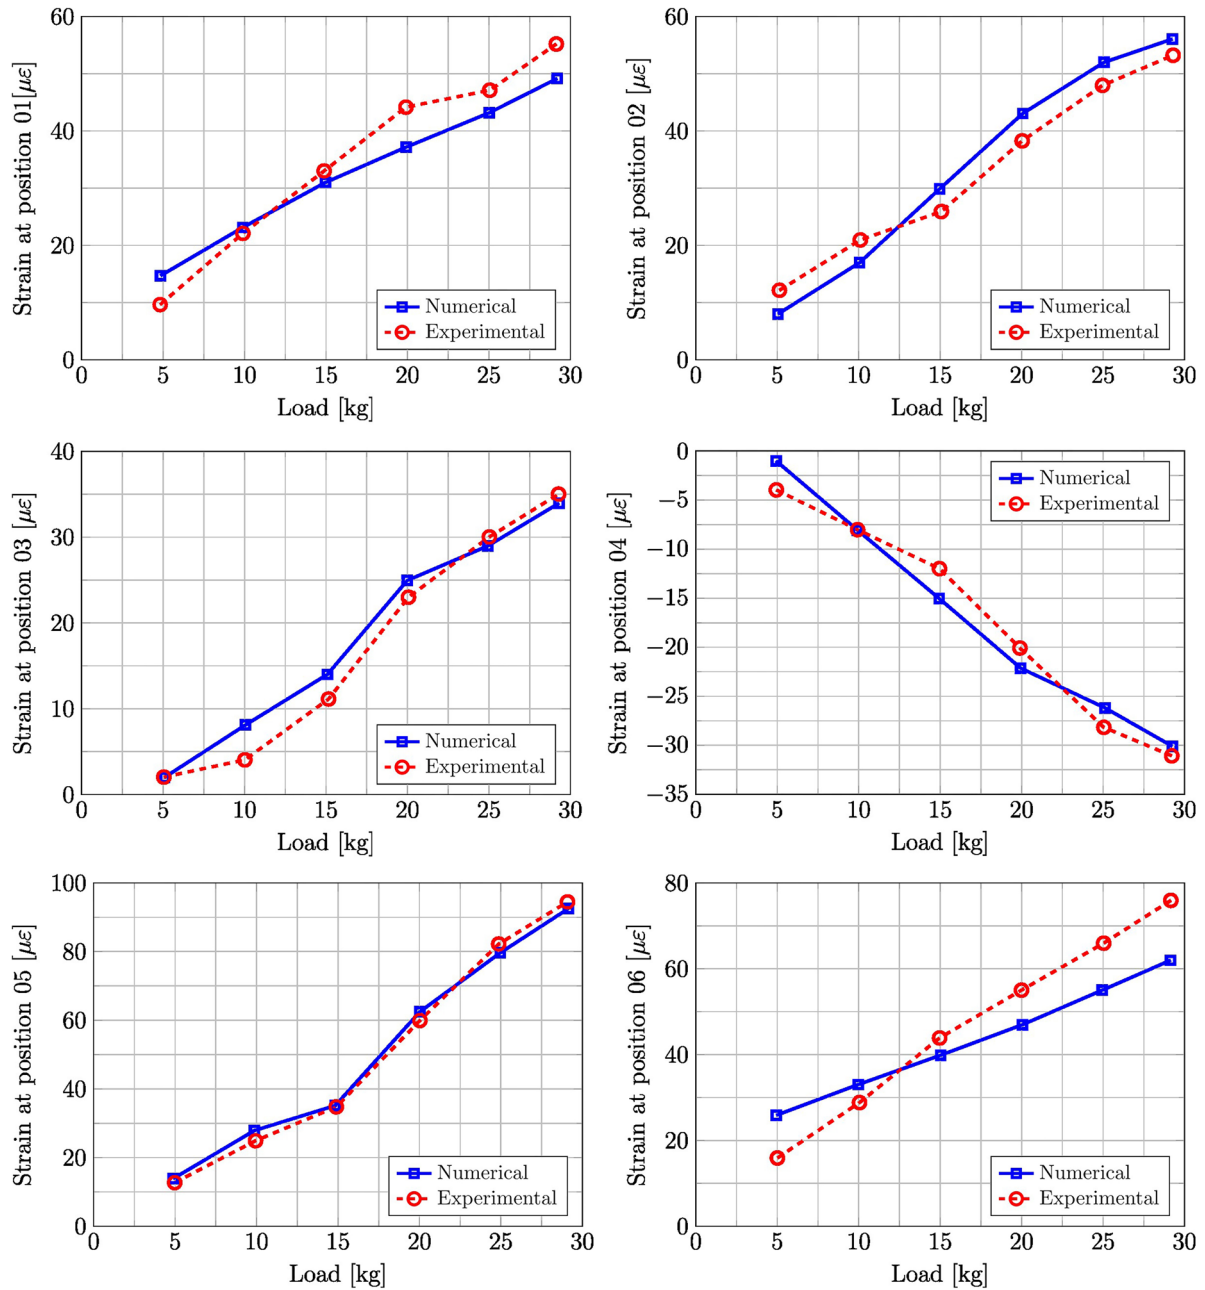 60
40
20
0
0 5 10 15 20 25 30
Strain at position 01[με]
Load [kg]
Numerical
Experimental
60
40
20
0
0 5 10 15 20 25 30
Strain at position 02 [με]
Load [kg]
Numerical
Experimental
40
30
20
10
0
0 5 10 15 20 25 30
Strain at position 03 [με]
Load [kg]
Numerical
Experimental
0
−5
−10
−15
−20
−25
−30
−35
0 5 10 15 20 25 30
Strain at position 04 [με]
Load [kg]
Numerical
Experimental
100
80
60
40
20
0
0 5 10 15 20 25 30
Strain at position 05 [με]
Load [kg]
Numerical
Experimental
80
60
40
20
0
0 5 10 15 20 25 30
Strain at position 06 [με]
Load [kg]
Numerical
Experimental